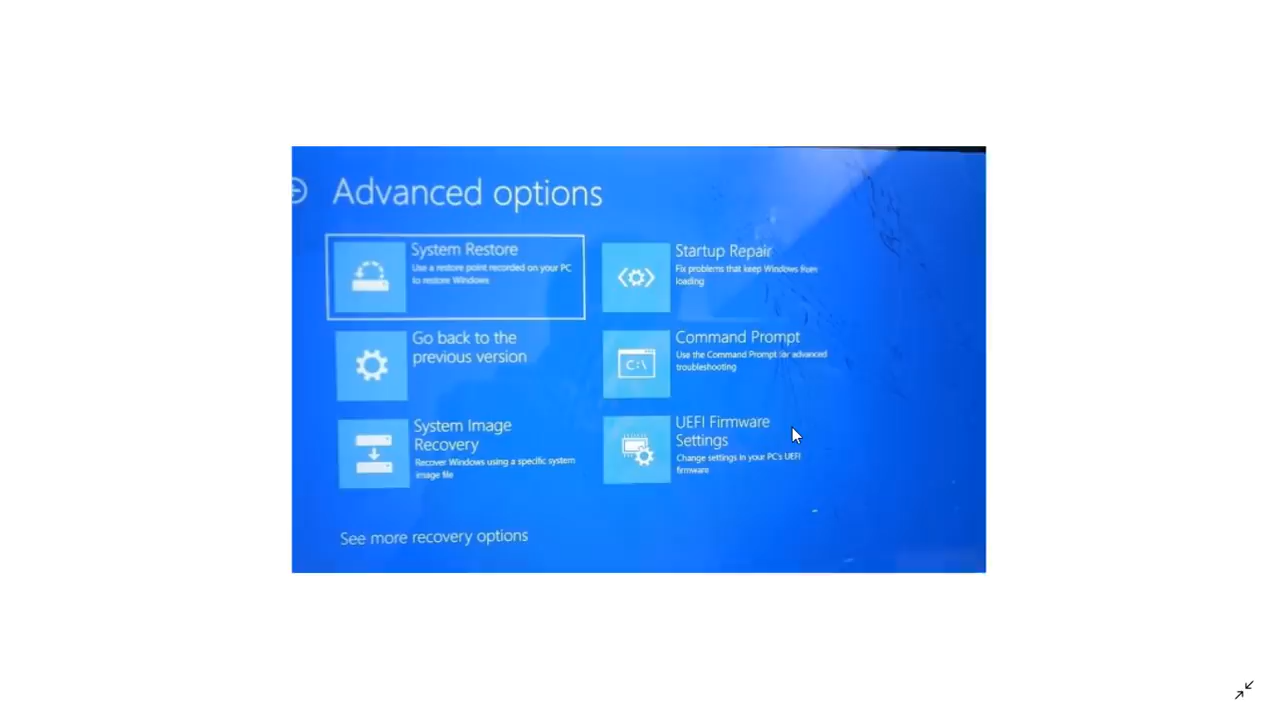 Advanced options
System Restore
Use a restore point recorded on your PC
to restore Windows
Startup Repair
Fix problems that keep Windows from
loading
Go back to the
previous version
Command Prompt
Use the Command Prompt for advanced
troubleshooting
C:\
System Image
Recovery
Recover Windows using a specific system
image file
UEFI Firmware
Settings
Change settings in your PC's UEFI
firmware
See more recovery options